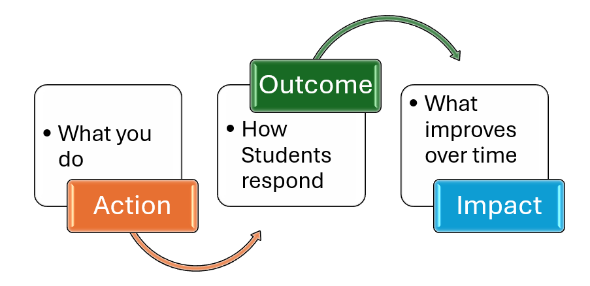 • What you
do
Action
Outcome
• How
Students
respond
• What
improves
over time
Impact